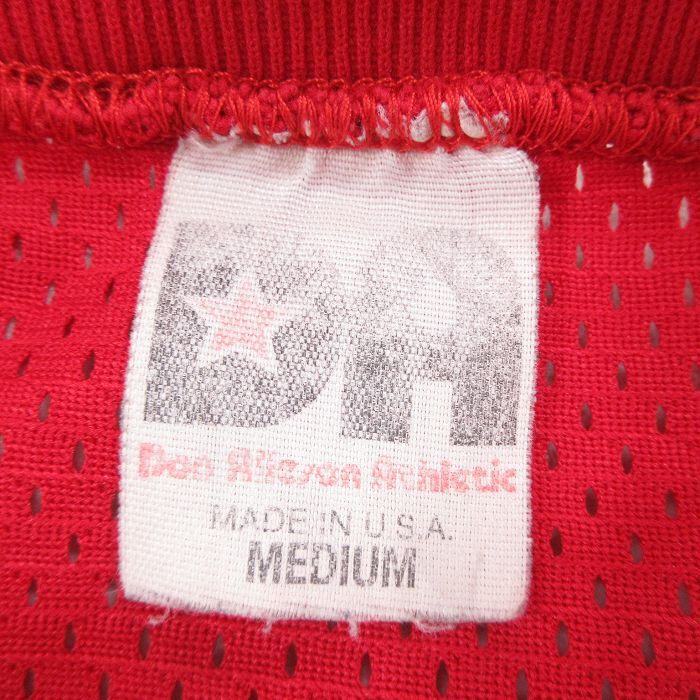 DA
Don Alleson Athletic
MADE IN U.S.A.
MEDIUM